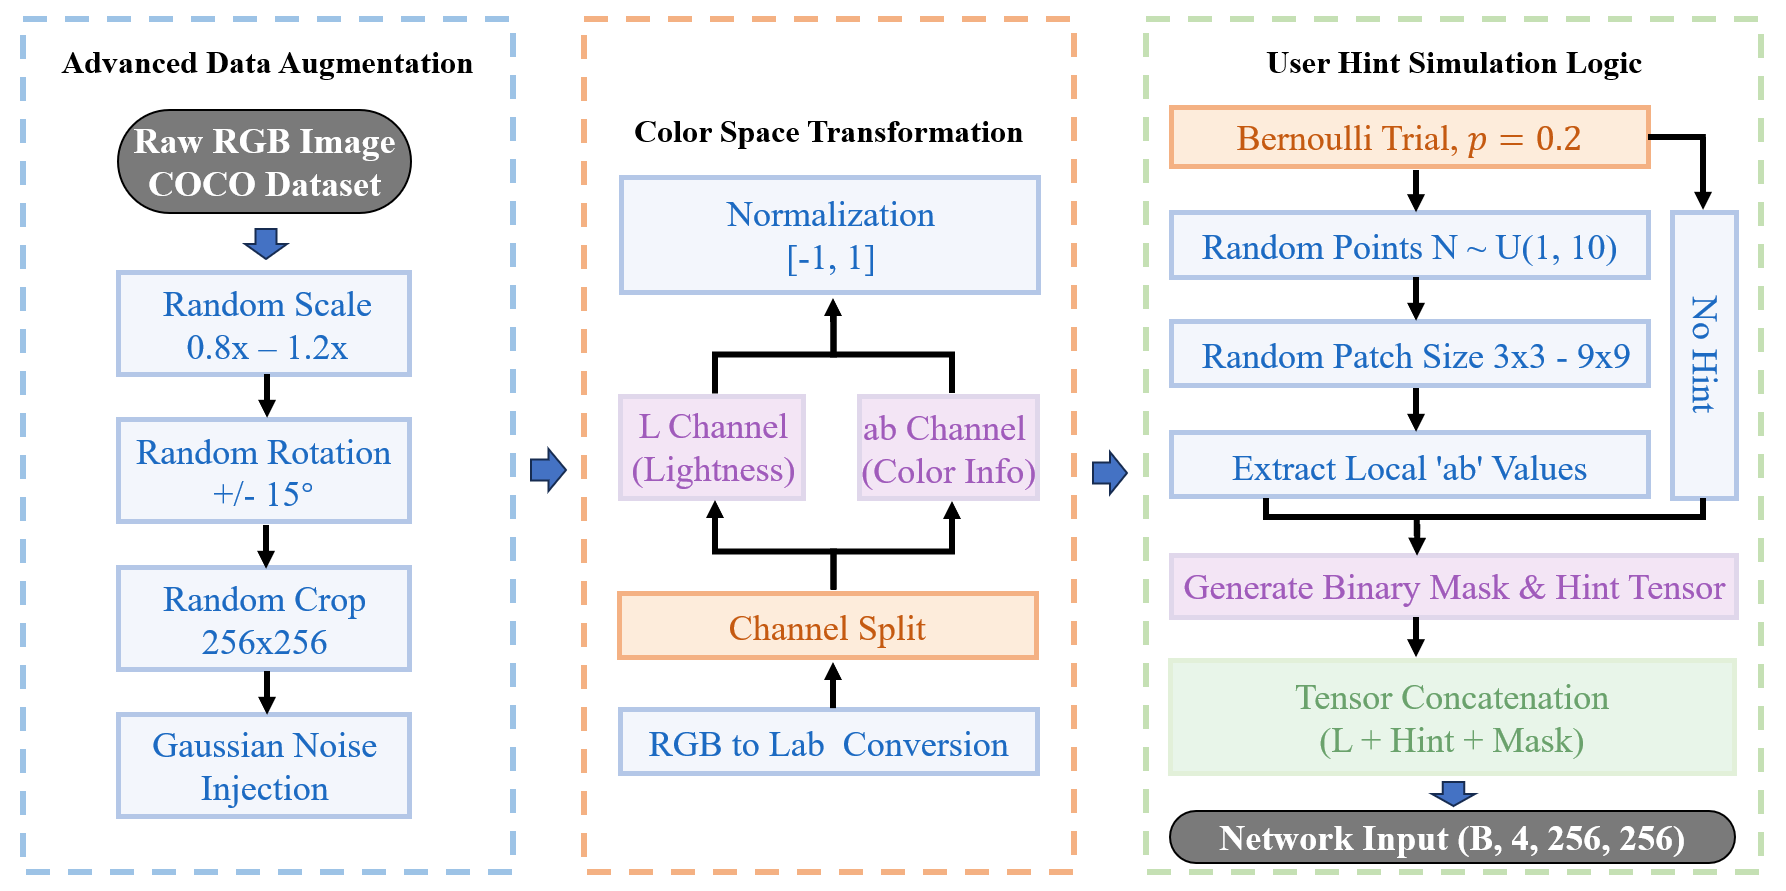 Advanced Data Augmentation
Raw RGB Image
COCO Dataset
Random Scale
0.8x – 1.2x
Random Rotation
+/- 15°
Random Crop
256x256
Gaussian Noise
Injection
Color Space Transformation
Normalization
[-1, 1]
L Channel
(Lightness)
ab Channel
(Color Info)
Channel Split
RGB to Lab  Conversion
User Hint Simulation Logic
Bernoulli Trial, p = 0.2
Random Points N ~ U(1, 10)
Random Patch Size 3x3 - 9x9
Extract Local 'ab' Values
No Hint
Generate Binary Mask & Hint Tensor
Tensor Concatenation
(L + Hint + Mask)
Network Input (B, 4, 256, 256)